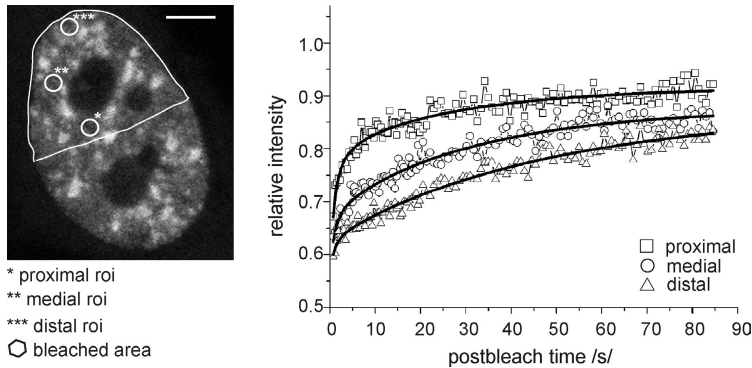 ***
**
*
* proximal roi
** medial roi
*** distal roi
bleached area
relative intensity
1.0
0.9
0.8
0.7
0.6
0.5
0 10 20 30 40 50 60 70 80 90
postbleach time /s/
proximal
medial
distal